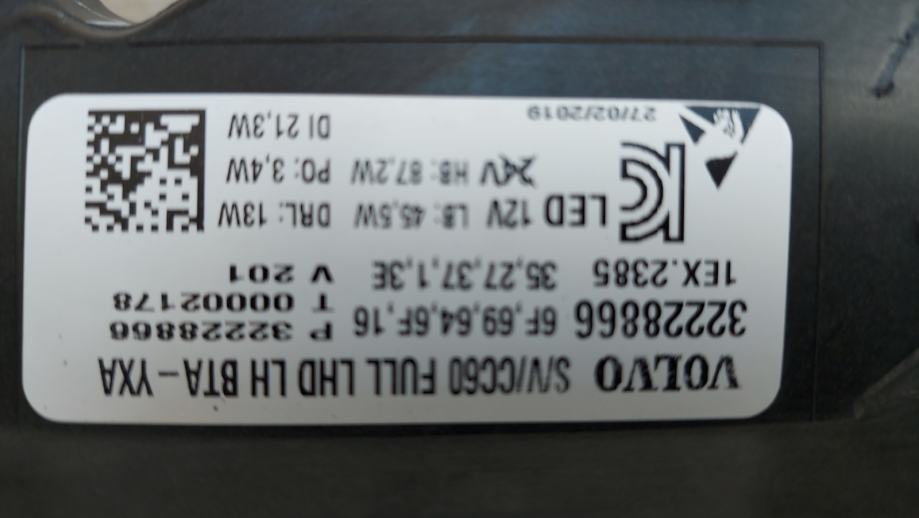 VOLVO S/V/CC60 FULL LHD LH BTA-YXA
32228866 6F,69,64,6F,16 P 32228866
T 00002178
1EX.2385 35,27,37,1,3E V 201
LED 12V LB: 45,5W DRL: 13W
24V HB: 87,2W PO: 3,4W
DI 21,3W
27/02/2019